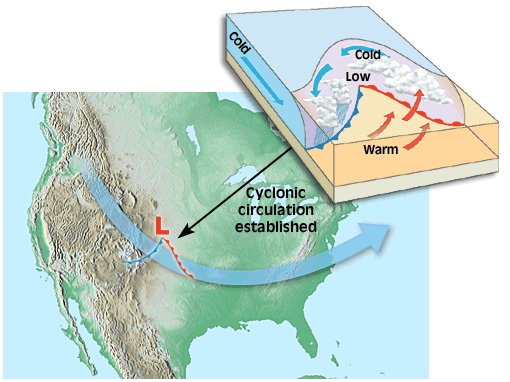 Cold
Cold
Low
Warm
Cyclonic
circulation
established
L